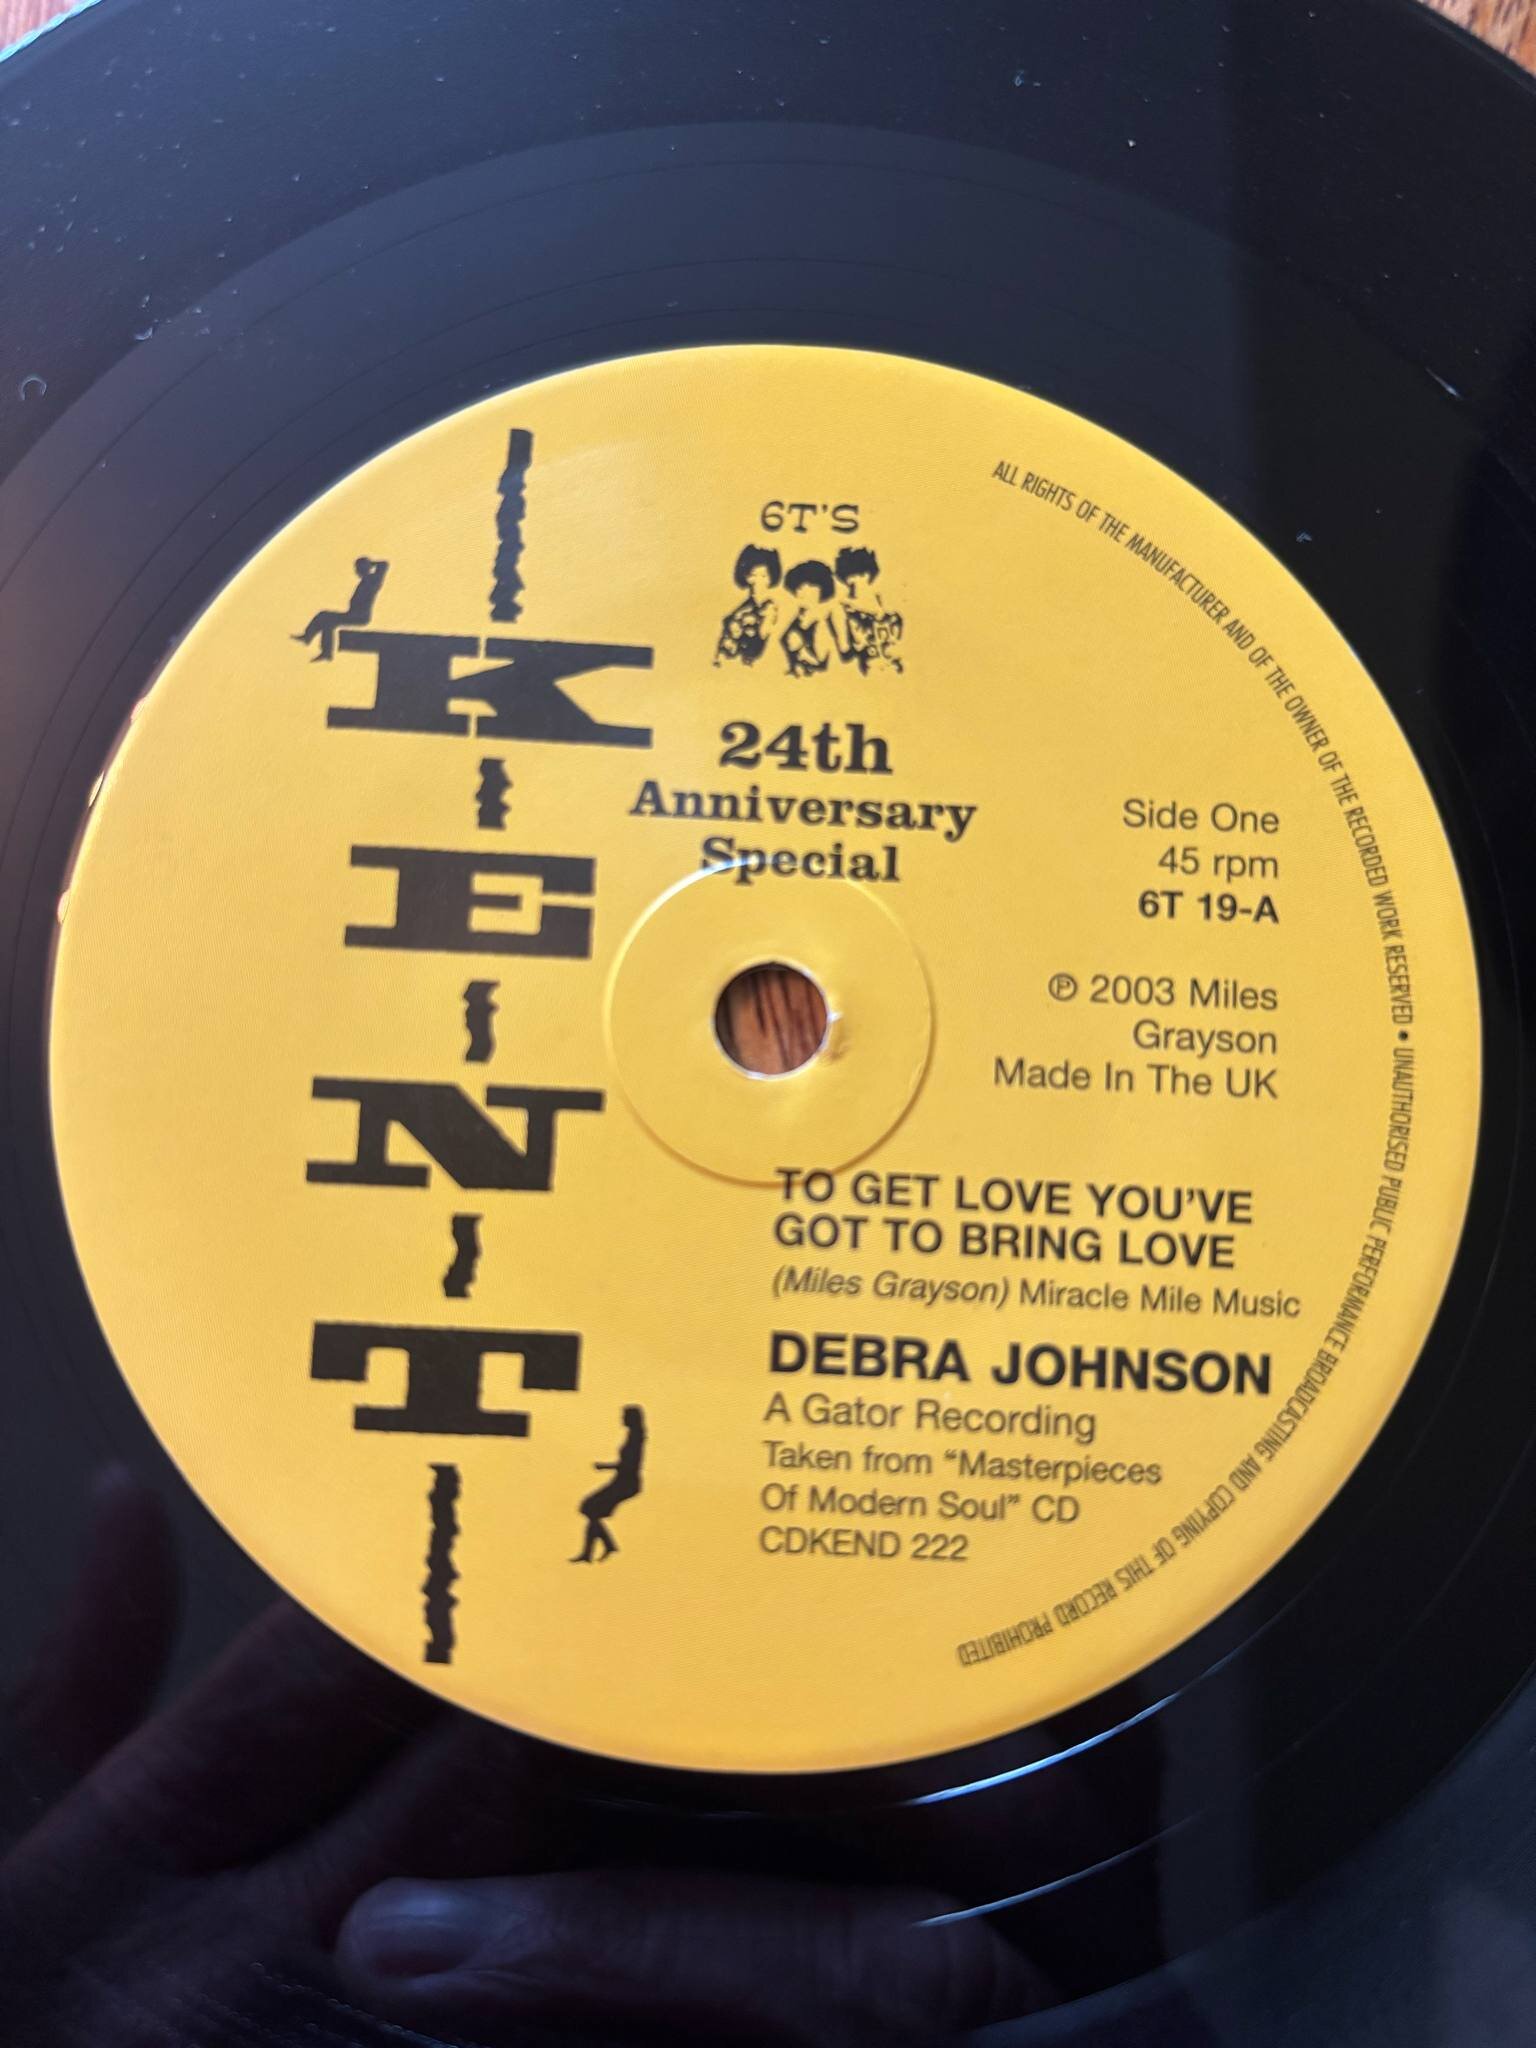 KENT
6T'S
24th
Anniversary
Special
Side One
45 rpm
6T 19-A
℗ 2003 Miles
Grayson
Made In The UK
TO GET LOVE YOU'VE
GOT TO BRING LOVE
(Miles Grayson) Miracle Mile Music
DEBRA JOHNSON
A Gator Recording
Taken from “Masterpieces
Of Modern Soul” CD
CDKEND 222
ALL RIGHTS OF THE MANUFACTURER AND OF THE OWNER OF THE RECORDED WORK RESERVED • UNAUTHORISED PUBLIC PERFORMANCE BROADCASTING AND COPYING OF THIS RECORD PROHIBITED